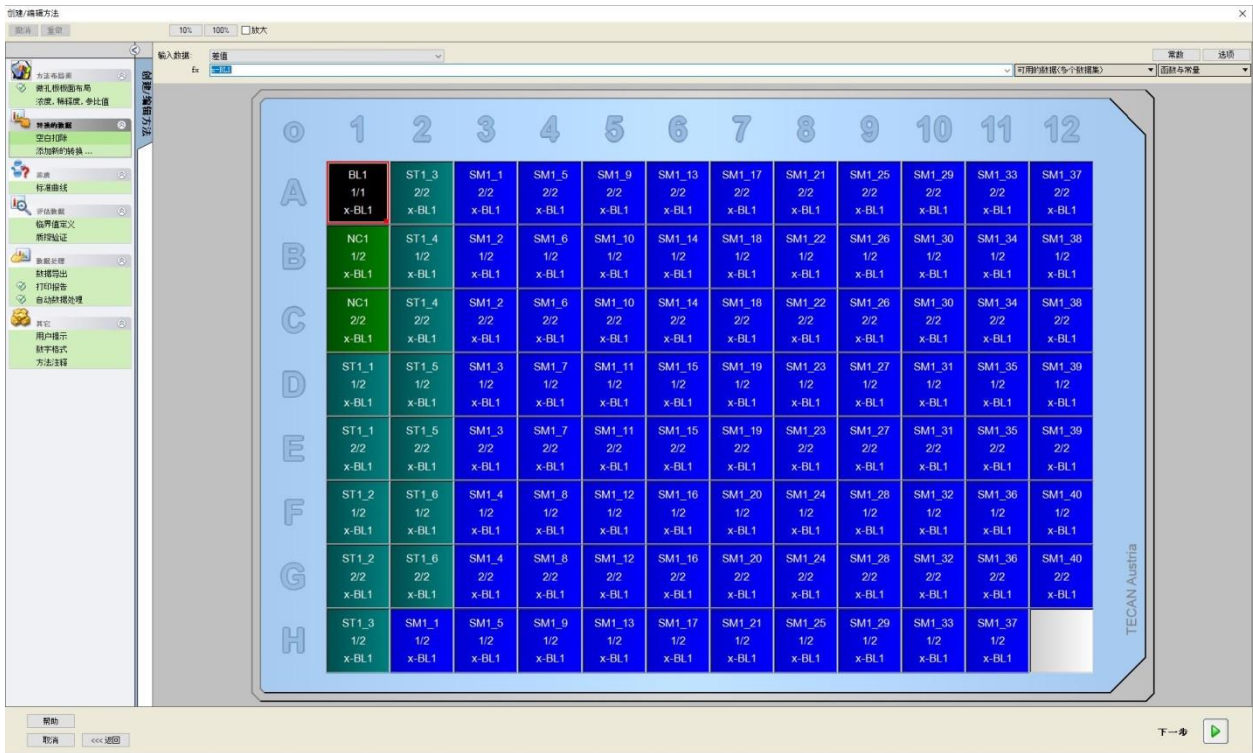 创建/编辑方法
取消 重做 10% 100% 放大
输入数据: 差值 常数 选项
fx =x-BL1 可用的数据(当前数据集) 函数与常量
创建/编辑方法
方法布局
微孔板板面布局
浓度, 稀释度, 参比值
转换的数据
空白扣除
添加新的转换 ...
标准曲线
评估数据
临界值定义
质控验证
数据处理
数据导出
打印报告
自动数据处理
其它
用户提示
数字格式
方法注释
O 1 2 3 4 5 6 7 8 9 10 11 12
A
BL1 ST1_3 SM1_1 SM1_5 SM1_9 SM1_13 SM1_17 SM1_21 SM1_25 SM1_29 SM1_33 SM1_37
1/1 2/2 2/2 2/2 2/2 2/2 2/2 2/2 2/2 2/2 2/2 2/2
x-BL1 x-BL1 x-BL1 x-BL1 x-BL1 x-BL1 x-BL1 x-BL1 x-BL1 x-BL1 x-BL1 x-BL1
B
NC1 ST1_4 SM1_2 SM1_6 SM1_10 SM1_14 SM1_18 SM1_22 SM1_26 SM1_30 SM1_34 SM1_38
1/2 1/2 1/2 1/2 1/2 1/2 1/2 1/2 1/2 1/2 1/2 1/2
x-BL1 x-BL1 x-BL1 x-BL1 x-BL1 x-BL1 x-BL1 x-BL1 x-BL1 x-BL1 x-BL1 x-BL1
C
NC1 ST1_4 SM1_2 SM1_6 SM1_10 SM1_14 SM1_18 SM1_22 SM1_26 SM1_30 SM1_34 SM1_38
2/2 2/2 2/2 2/2 2/2 2/2 2/2 2/2 2/2 2/2 2/2 2/2
x-BL1 x-BL1 x-BL1 x-BL1 x-BL1 x-BL1 x-BL1 x-BL1 x-BL1 x-BL1 x-BL1 x-BL1
D
ST1_1 ST1_5 SM1_3 SM1_7 SM1_11 SM1_15 SM1_19 SM1_23 SM1_27 SM1_31 SM1_35 SM1_39
1/2 1/2 1/2 1/2 1/2 1/2 1/2 1/2 1/2 1/2 1/2 1/2
x-BL1 x-BL1 x-BL1 x-BL1 x-BL1 x-BL1 x-BL1 x-BL1 x-BL1 x-BL1 x-BL1 x-BL1
E
ST1_1 ST1_5 SM1_3 SM1_7 SM1_11 SM1_15 SM1_19 SM1_23 SM1_27 SM1_31 SM1_35 SM1_39
2/2 2/2 2/2 2/2 2/2 2/2 2/2 2/2 2/2 2/2 2/2 2/2
x-BL1 x-BL1 x-BL1 x-BL1 x-BL1 x-BL1 x-BL1 x-BL1 x-BL1 x-BL1 x-BL1 x-BL1
F
ST1_2 ST1_6 SM1_4 SM1_8 SM1_12 SM1_16 SM1_20 SM1_24 SM1_28 SM1_32 SM1_36 SM1_40
1/2 1/2 1/2 1/2 1/2 1/2 1/2 1/2 1/2 1/2 1/2 1/2
x-BL1 x-BL1 x-BL1 x-BL1 x-BL1 x-BL1 x-BL1 x-BL1 x-BL1 x-BL1 x-BL1 x-BL1
G
ST1_2 ST1_6 SM1_4 SM1_8 SM1_12 SM1_16 SM1_20 SM1_24 SM1_28 SM1_32 SM1_36 SM1_40
2/2 2/2 2/2 2/2 2/2 2/2 2/2 2/2 2/2 2/2 2/2 2/2
x-BL1 x-BL1 x-BL1 x-BL1 x-BL1 x-BL1 x-BL1 x-BL1 x-BL1 x-BL1 x-BL1 x-BL1
H
ST1_3 SM1_1 SM1_5 SM1_9 SM1_13 SM1_17 SM1_21 SM1_25 SM1_29 SM1_33 SM1_37
1/2 1/2 1/2 1/2 1/2 1/2 1/2 1/2 1/2 1/2 1/2
x-BL1 x-BL1 x-BL1 x-BL1 x-BL1 x-BL1 x-BL1 x-BL1 x-BL1 x-BL1 x-BL1
TECAN Austria
帮助
取消 <<< 返回
下一步